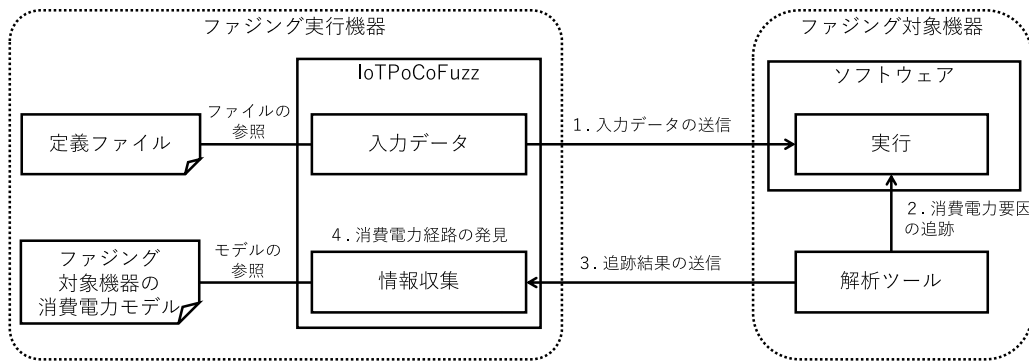 ファジング実行機器
ファジング対象機器
IoTPoCoFuzz
ソフトウェア
定義ファイル
ファイルの
参照
入力データ
1. 入力データの送信
実行
2. 消費電力要因
の追跡
ファジング
対象機器の
消費電力モデル
モデルの
参照
4. 消費電力経路の発見
情報収集
3. 追跡結果の送信
解析ツール